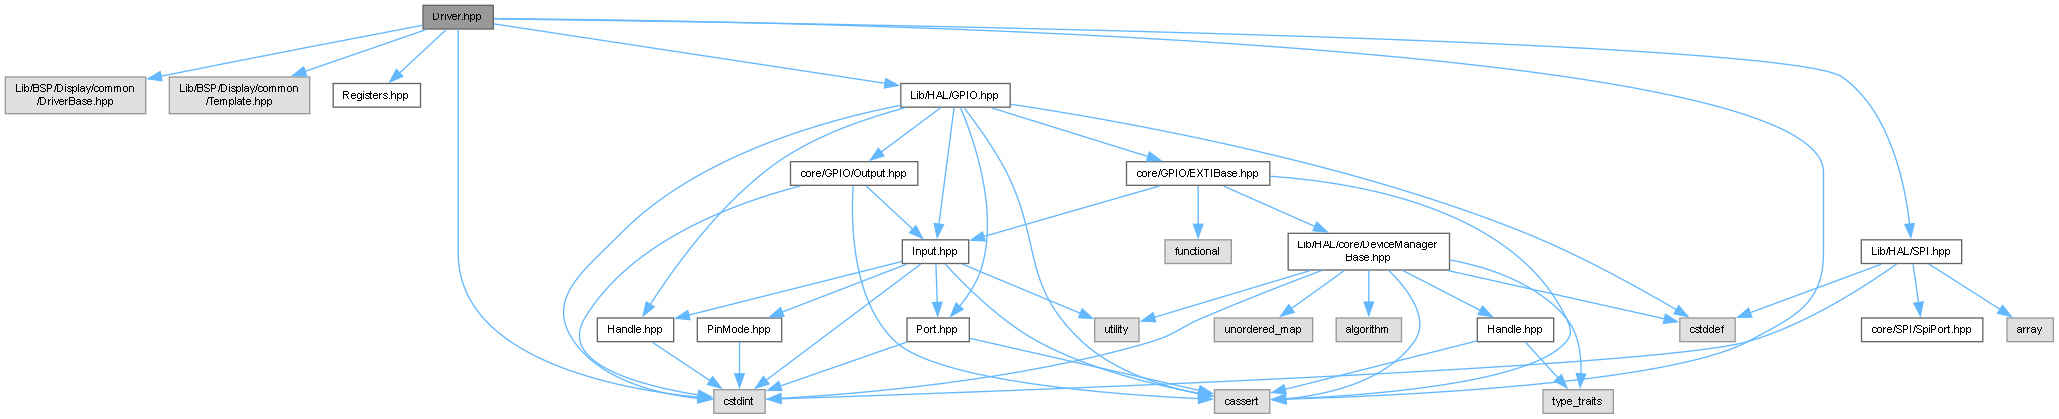 Driver.hpp
Lib/BSP/Display/common
/DriverBase.hpp
Lib/BSP/Display/common
/Template.hpp
Registers.hpp
Lib/HAL/GPIO.hpp
core/GPIO/Output.hpp
core/GPIO/EXTIBase.hpp
Input.hpp
functional
Lib/HAL/core/DeviceManager
Base.hpp
Lib/HAL/SPI.hpp
Handle.hpp
PinMode.hpp
Port.hpp
utility
unordered_map
algorithm
Handle.hpp
cstddef
core/SPI/SpiPort.hpp
array
cstdint
cassert
type_traits